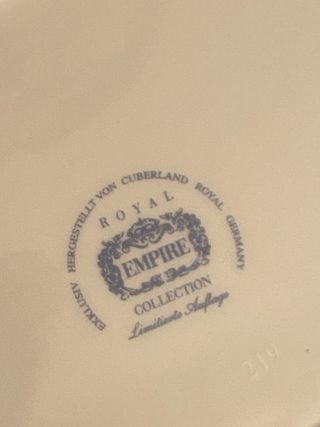 EXKLUSIV HERGESTELLT VON CUBERLAND ROYAL GERMANY
ROYAL
EMPIRE
COLLECTION
Limitierte Auflage
219